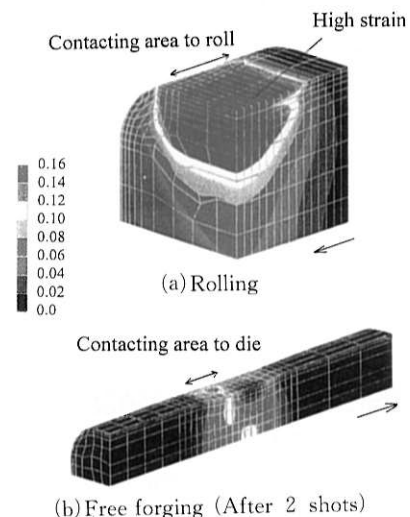 High strain
Contacting area to roll
0.16
0.14
0.12
0.10
0.08
0.06
0.04
0.02
0.0
(a) Rolling
Contacting area to die
(b) Free forging (After 2 shots)